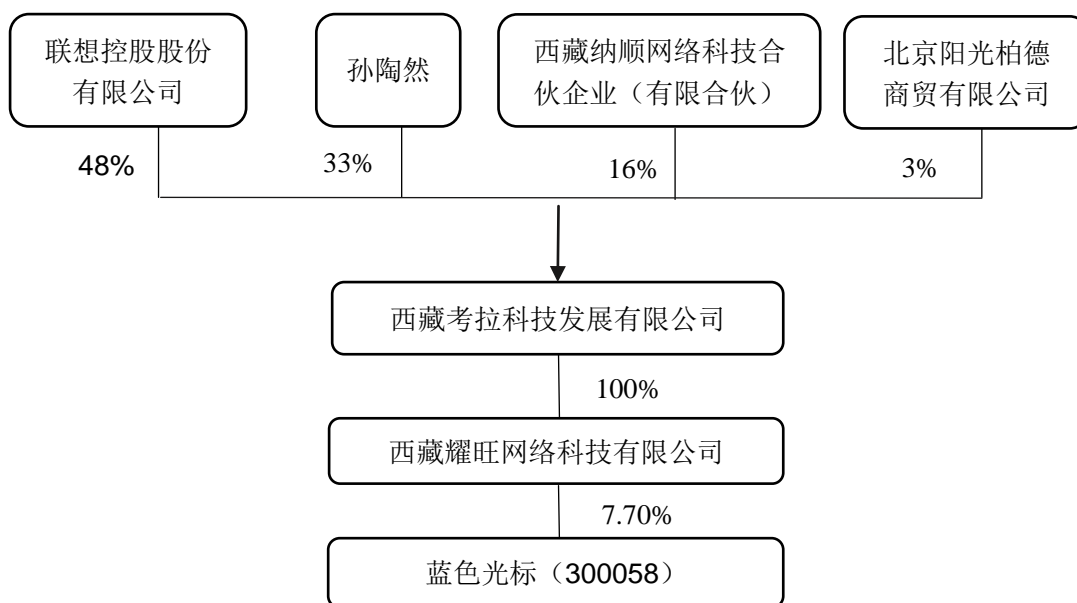 联想控股股份
有限公司
孙陶然
西藏纳顺网络科技合
伙企业（有限合伙）
北京阳光柏德
商贸有限公司
48%
33%
16%
3%
西藏考拉科技发展有限公司
100%
西藏耀旺网络科技有限公司
7.70%
蓝色光标（300058）